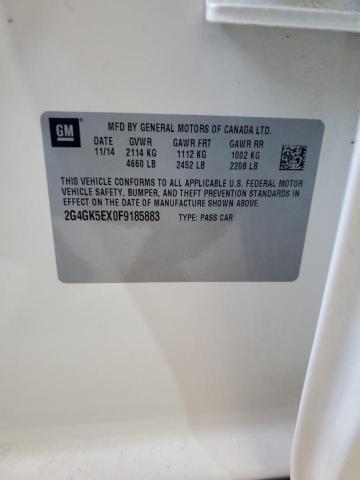 GM
MFD BY GENERAL MOTORS OF CANADA LTD.
DATE GVWR GAWR FRT GAWR RR
11/14 2114 KG 1112 KG 1002 KG
4660 LB 2452 LB 2208 LB
THIS VEHICLE CONFORMS TO ALL APPLICABLE U.S. FEDERAL MOTOR
VEHICLE SAFETY, BUMPER, AND THEFT PREVENTION STANDARDS IN
EFFECT ON THE DATE OF MANUFACTURE SHOWN ABOVE.
2G4GK5EX0F9185883 TYPE: PASS CAR